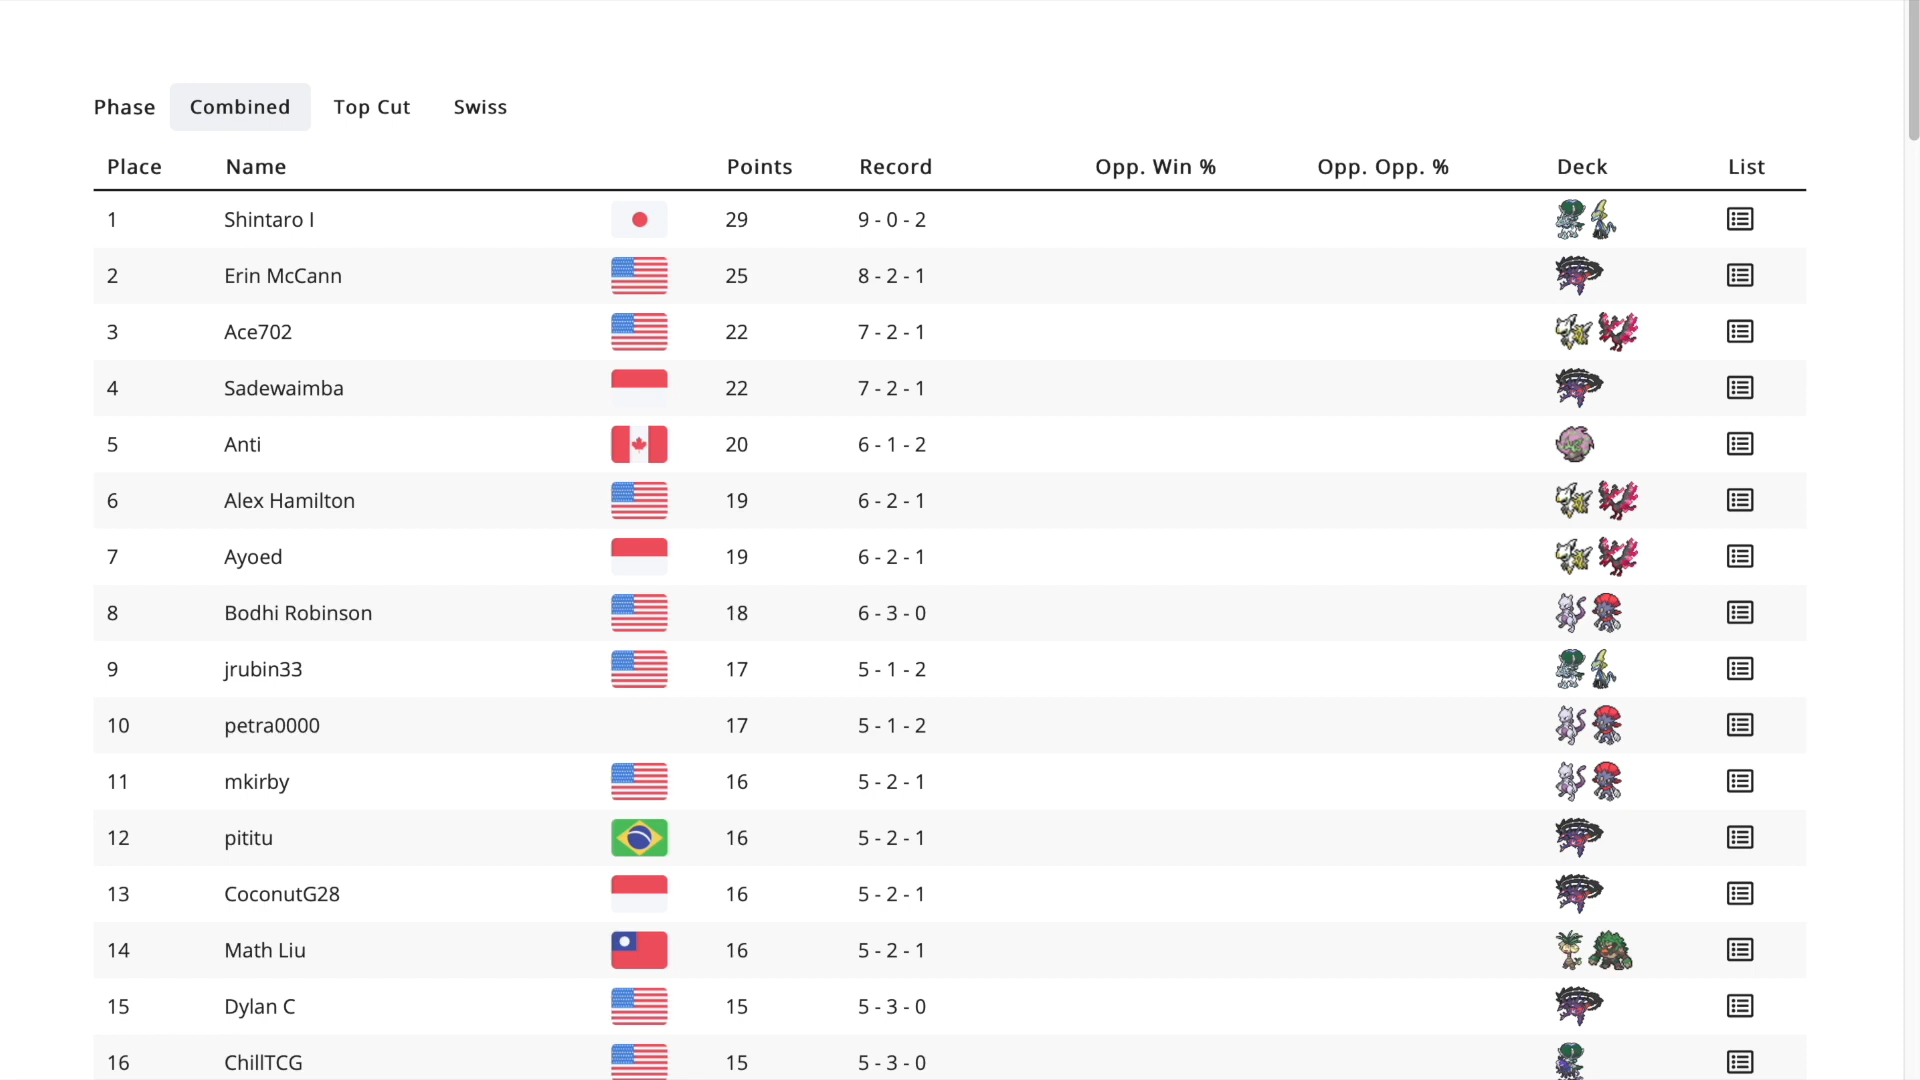 Phase Combined Top Cut Swiss
Place Name Points Record Opp. Win % Opp. Opp. % Deck List
1 Shintaro I 29 9 - 0 - 2
2 Erin McCann 25 8 - 2 - 1
3 Ace702 22 7 - 2 - 1
4 Sadewaimba 22 7 - 2 - 1
5 Anti 20 6 - 1 - 2
6 Alex Hamilton 19 6 - 2 - 1
7 Ayoed 19 6 - 2 - 1
8 Bodhi Robinson 18 6 - 3 - 0
9 jrubin33 17 5 - 1 - 2
10 petra0000 17 5 - 1 - 2
11 mkirby 16 5 - 2 - 1
12 pititu 16 5 - 2 - 1
13 CoconutG28 16 5 - 2 - 1
14 Math Liu 16 5 - 2 - 1
15 Dylan C 15 5 - 3 - 0
16 ChillTCG 15 5 - 3 - 0